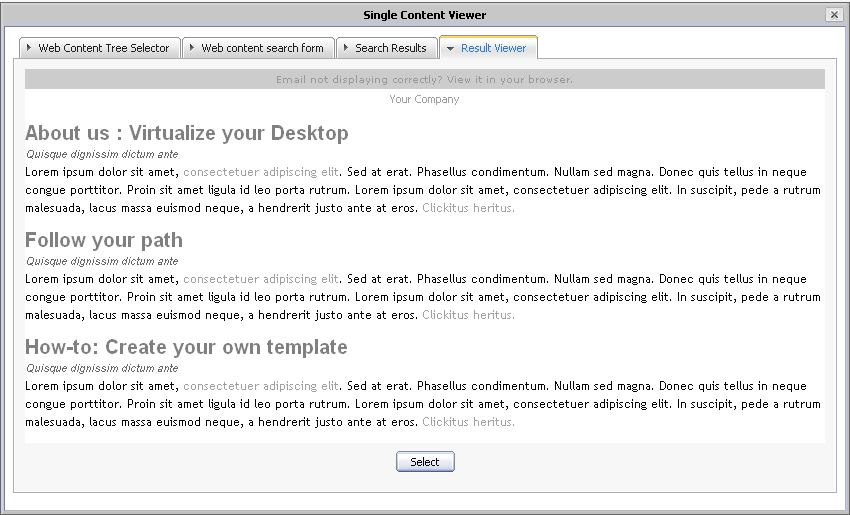 Single Content Viewer
Web Content Tree Selector
Web content search form
Search Results
Result Viewer
Email not displaying correctly? View it in your browser.
Your Company
About us : Virtualize your Desktop
Quisque dignissim dictum ante
Lorem ipsum dolor sit amet, consectetuer adipiscing elit. Sed at erat. Phasellus condimentum. Nullam sed magna. Donec quis tellus in neque
congue porttitor. Proin sit amet ligula id leo porta rutrum. Lorem ipsum dolor sit amet, consectetuer adipiscing elit. In suscipit, pede a rutrum
malesuada, lacus massa euismod neque, a hendrerit justo ante at eros. Clickitus heritus.
Follow your path
Quisque dignissim dictum ante
Lorem ipsum dolor sit amet, consectetuer adipiscing elit. Sed at erat. Phasellus condimentum. Nullam sed magna. Donec quis tellus in neque
congue porttitor. Proin sit amet ligula id leo porta rutrum. Lorem ipsum dolor sit amet, consectetuer adipiscing elit. In suscipit, pede a rutrum
malesuada, lacus massa euismod neque, a hendrerit justo ante at eros. Clickitus heritus.
How-to: Create your own template
Quisque dignissim dictum ante
Lorem ipsum dolor sit amet, consectetuer adipiscing elit. Sed at erat. Phasellus condimentum. Nullam sed magna. Donec quis tellus in neque
congue porttitor. Proin sit amet ligula id leo porta rutrum. Lorem ipsum dolor sit amet, consectetuer adipiscing elit. In suscipit, pede a rutrum
malesuada, lacus massa euismod neque, a hendrerit justo ante at eros. Clickitus heritus.
Select